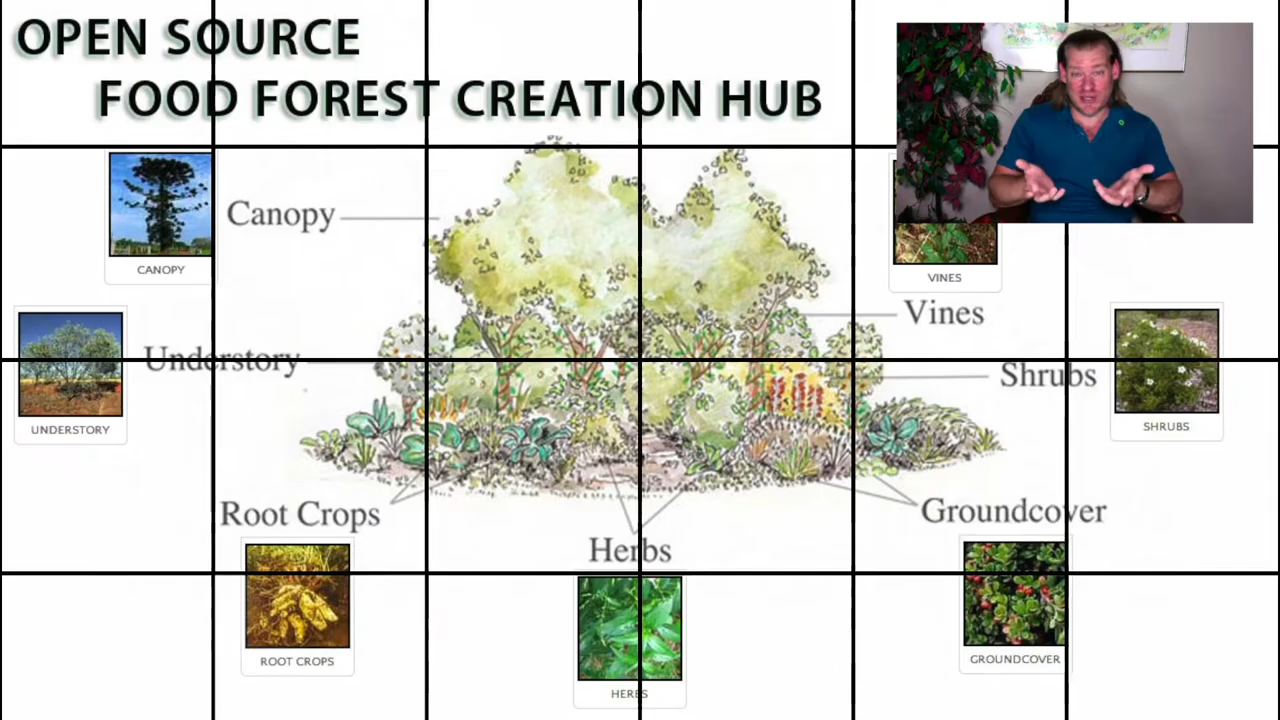 OPEN SOURCE
FOOD FOREST CREATION HUB
Canopy
CANOPY
VINES
Vines
Understory
UNDERSTORY
Shrubs
SHRUBS
Root Crops
Groundcover
Herbs
ROOT CROPS
GROUNDCOVER
HERBS